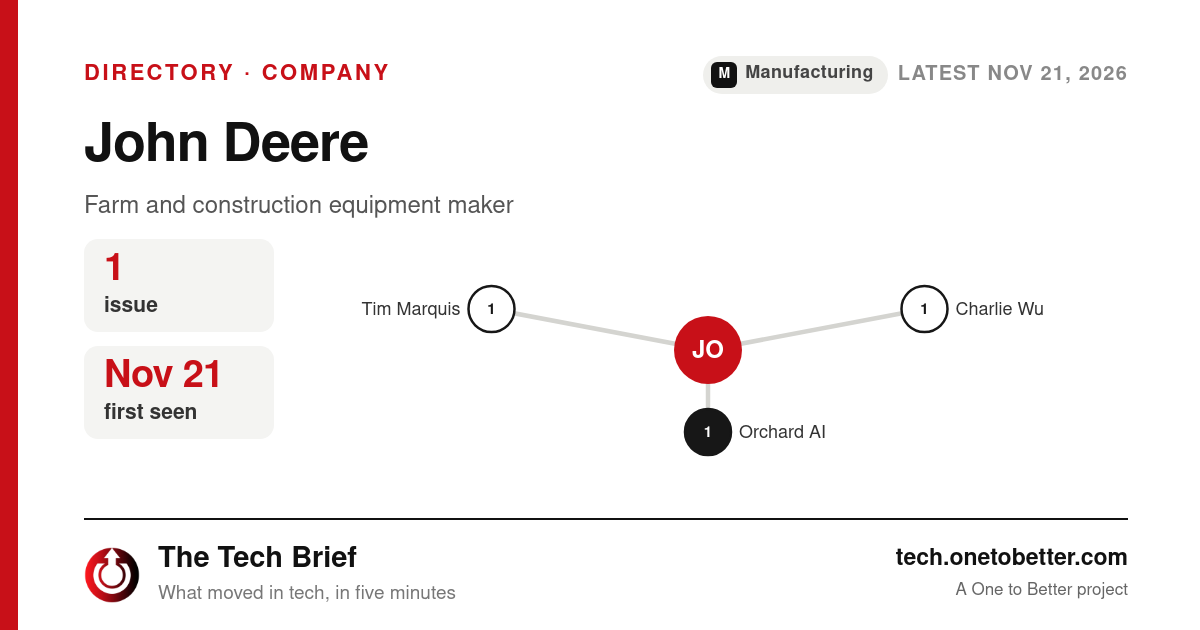 DIRECTORY · COMPANY
M Manufacturing LATEST NOV 21, 2026
John Deere
Farm and construction equipment maker
1
issue
Nov 21
first seen
Tim Marquis 1
JO
1 Charlie Wu
1 Orchard AI
The Tech Brief
What moved in tech, in five minutes
tech.onetobetter.com
A One to Better project